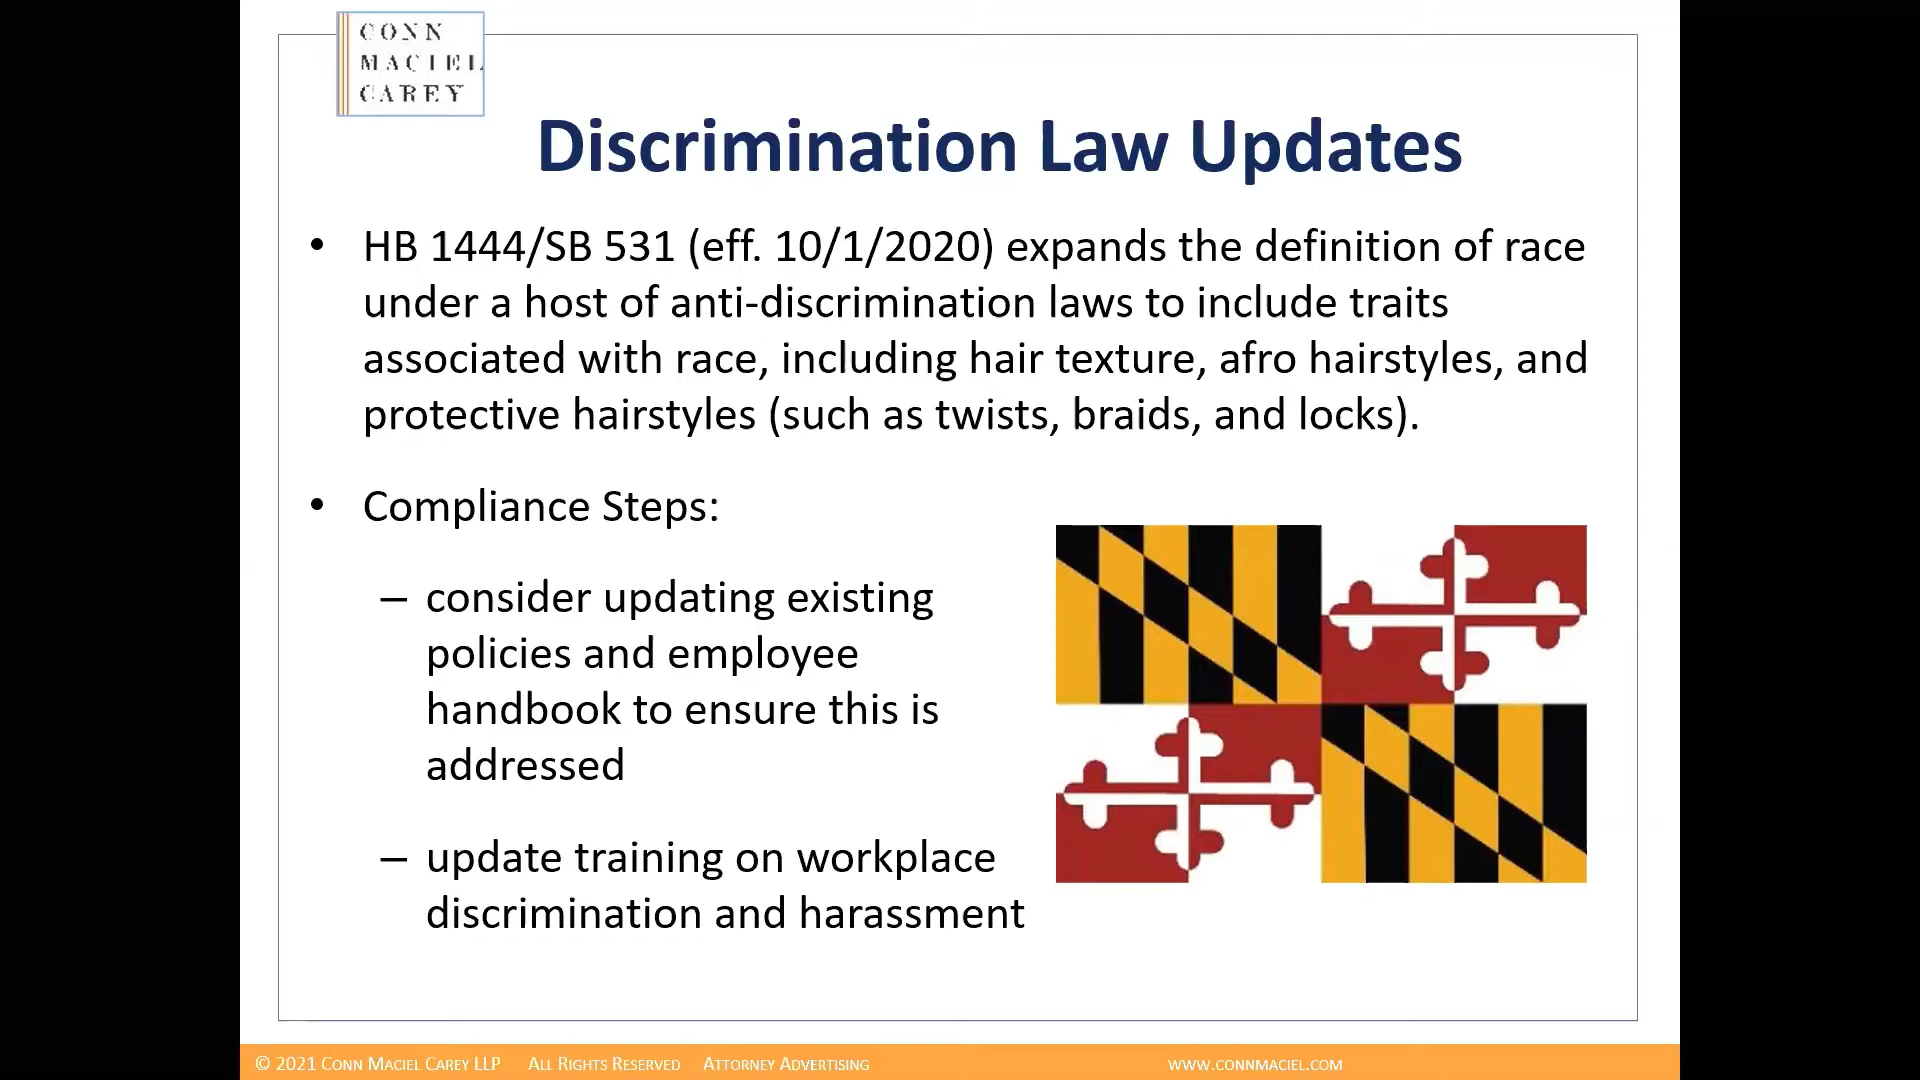 CONN
MACIEL
CAREY
Discrimination Law Updates
• HB 1444/SB 531 (eff. 10/1/2020) expands the definition of race
under a host of anti-discrimination laws to include traits
associated with race, including hair texture, afro hairstyles, and
protective hairstyles (such as twists, braids, and locks).
• Compliance Steps:
– consider updating existing
policies and employee
handbook to ensure this is
addressed
– update training on workplace
discrimination and harassment
© 2021 CONN MACIEL CAREY LLP ALL RIGHTS RESERVED ATTORNEY ADVERTISING WWW.CONNMACIEL.COM